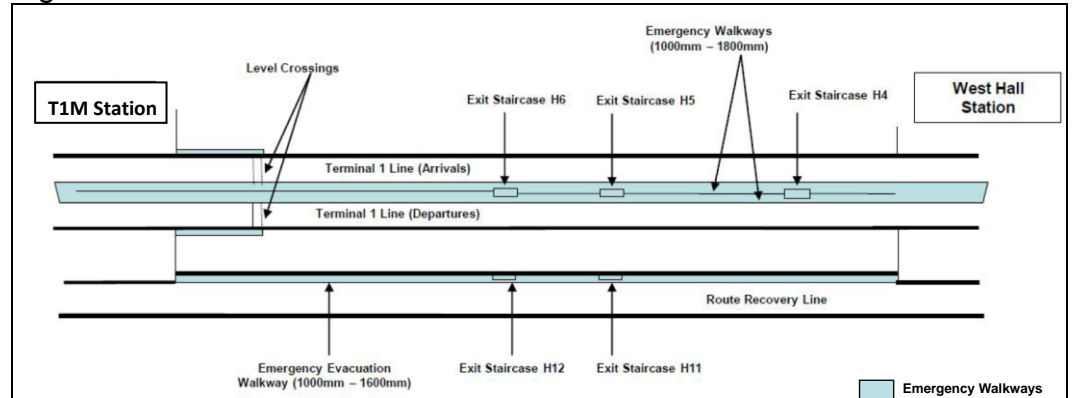 Emergency Walkways
(1000mm – 1800mm)
Level Crossings
T1M Station
Exit Staircase H6
Exit Staircase H5
Exit Staircase H4
West Hall
Station
Terminal 1 Line (Arrivals)
Terminal 1 Line (Departures)
Route Recovery Line
Emergency Evacuation
Walkway (1000mm – 1600mm)
Exit Staircase H12
Exit Staircase H11
Emergency Walkways